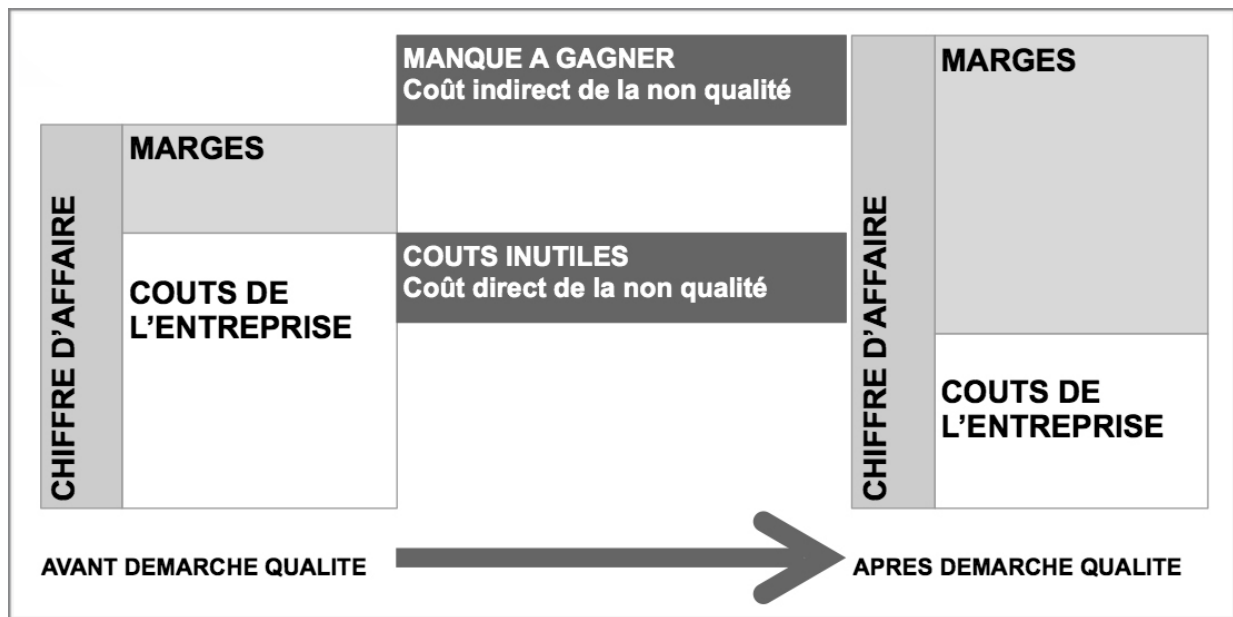 CHIFFRE D'AFFAIRE
MARGES
COUTS DE
L'ENTREPRISE
AVANT DEMARCHE QUALITE
MANQUE A GAGNER
Coût indirect de la non qualité
COUTS INUTILES
Coût direct de la non qualité
CHIFFRE D'AFFAIRE
MARGES
COUTS DE
L'ENTREPRISE
APRES DEMARCHE QUALITE